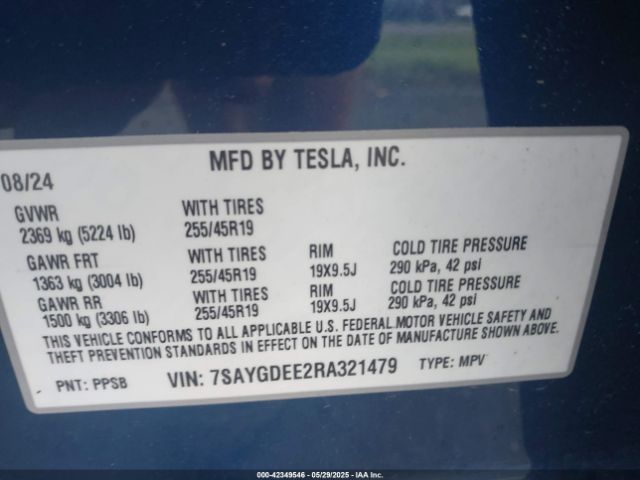 MFD BY TESLA, INC.
08/24
GVWR WITH TIRES
2369 kg (5224 lb) 255/45R19
GAWR FRT WITH TIRES RIM COLD TIRE PRESSURE
1363 kg (3004 lb) 255/45R19 19X9.5J 290 kPa, 42 psi
GAWR RR WITH TIRES RIM COLD TIRE PRESSURE
1500 kg (3306 lb) 255/45R19 19X9.5J 290 kPa, 42 psi
THIS VEHICLE CONFORMS TO ALL APPLICABLE U.S. FEDERAL MOTOR VEHICLE SAFETY AND
THEFT PREVENTION STANDARDS IN EFFECT ON THE DATE OF MANUFACTURE SHOWN ABOVE.
PNT: PPSB VIN: 7SAYGDEE2RA321479 TYPE: MPV
000-42349546 - 05/29/2025 - IAA Inc.